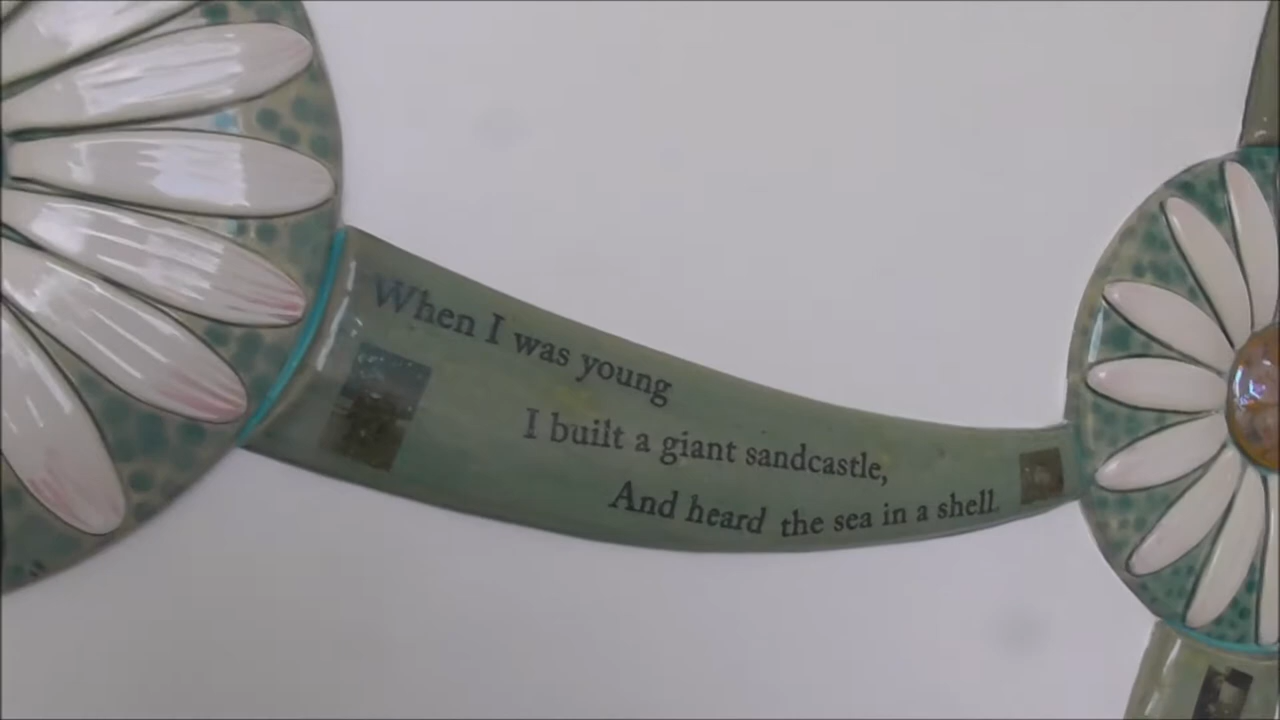 When I was young
I built a giant sandcastle,
And heard the sea in a shell.